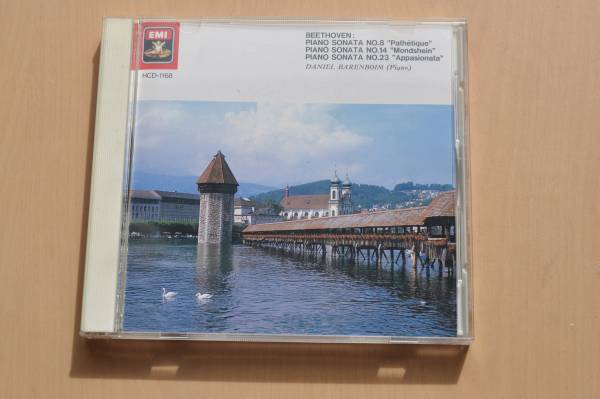 EMI
HCD-1168
BEETHOVEN:
PIANO SONATA NO.8 "Pathétique"
PIANO SONATA NO.14 "Mondshein"
PIANO SONATA NO.23 "Appasionata"
DANIEL BARENBOIM (Piano)